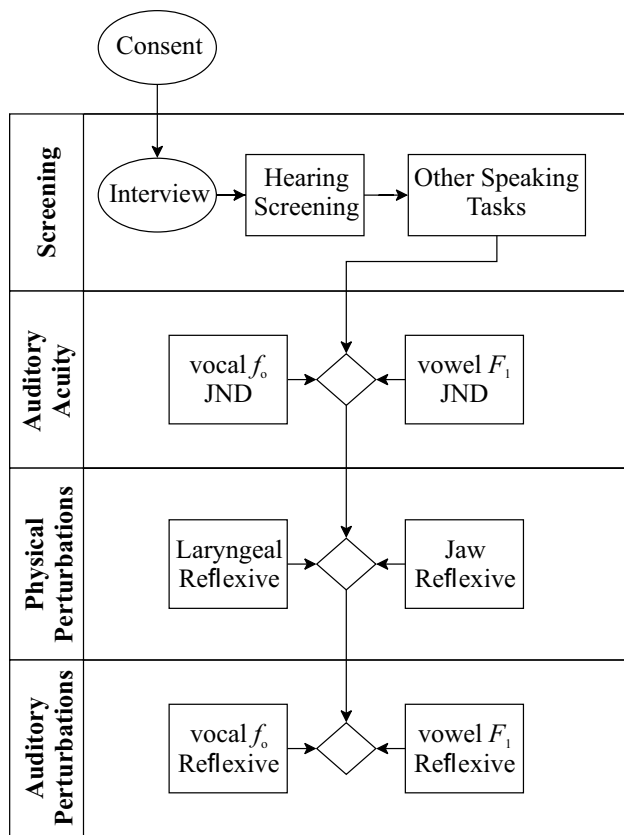 Consent
Screening
Interview
Hearing
Screening
Other Speaking
Tasks
Auditory
Acuity
vocal fₒ
JND
vowel F₁
JND
Physical
Perturbations
Laryngeal
Reflexive
Jaw
Reflexive
Auditory
Perturbations
vocal fₒ
Reflexive
vowel F₁
Reflexive